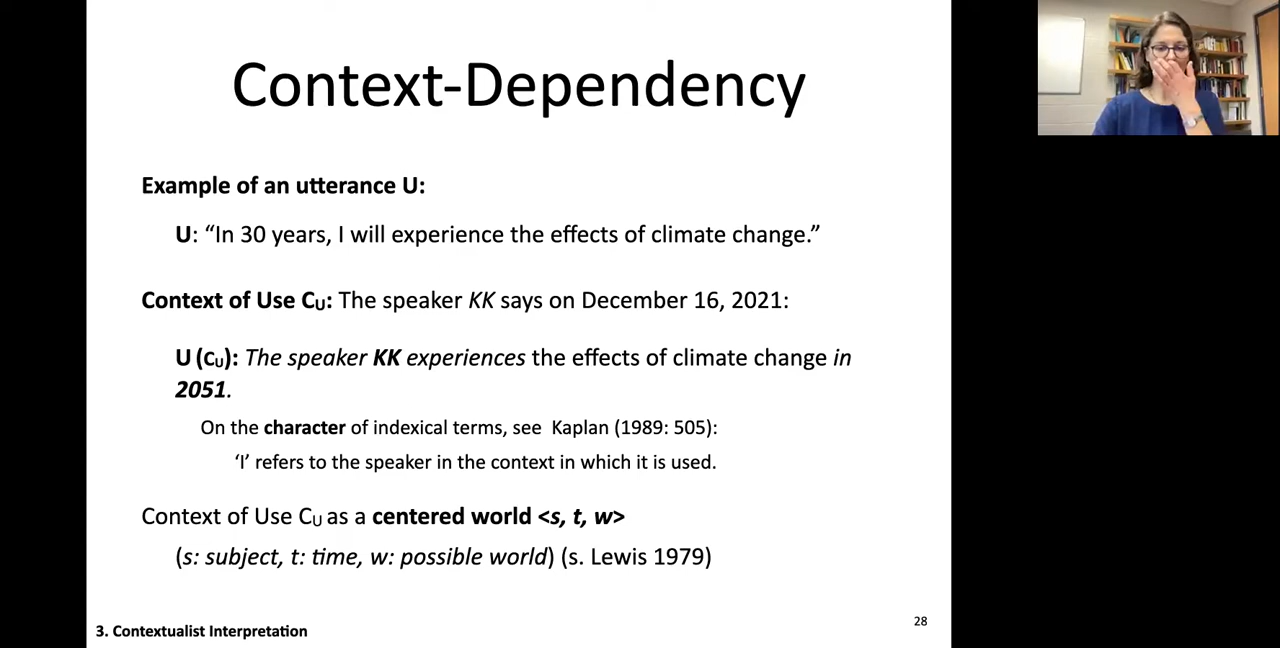 Context-Dependency
Example of an utterance U:
U: “In 30 years, I will experience the effects of climate change.”
Context of Use CU: The speaker KK says on December 16, 2021:
U (CU): The speaker KK experiences the effects of climate change in
2051.
On the character of indexical terms, see Kaplan (1989: 505):
‘I’ refers to the speaker in the context in which it is used.
Context of Use CU as a centered world <s, t, w>
(s: subject, t: time, w: possible world) (s. Lewis 1979)
3. Contextualist Interpretation
28